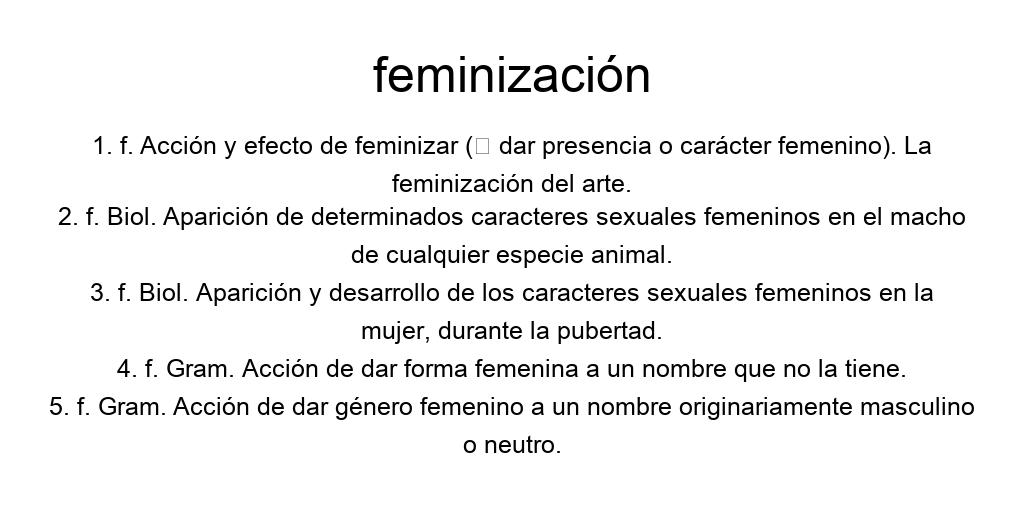 feminización
1. f. Acción y efecto de feminizar (▯ dar presencia o carácter femenino). La
feminización del arte.
2. f. Biol. Aparición de determinados caracteres sexuales femeninos en el macho
de cualquier especie animal.
3. f. Biol. Aparición y desarrollo de los caracteres sexuales femeninos en la
mujer, durante la pubertad.
4. f. Gram. Acción de dar forma femenina a un nombre que no la tiene.
5. f. Gram. Acción de dar género femenino a un nombre originariamente masculino
o neutro.